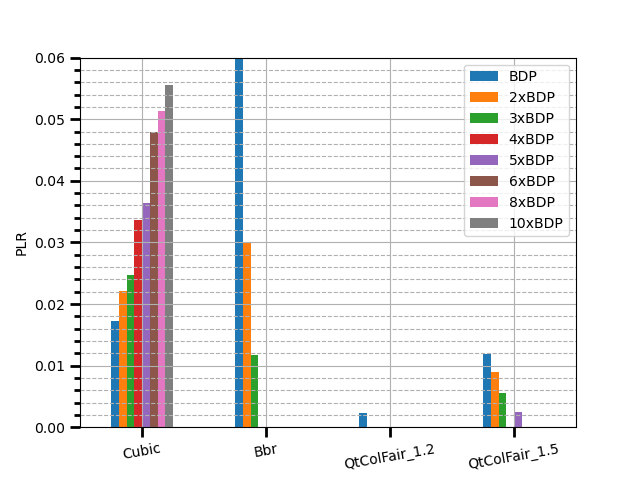 0.06
0.05
0.04
0.03
0.02
0.01
0.00
PLR
BDP
2xBDP
3xBDP
4xBDP
5xBDP
6xBDP
8xBDP
10xBDP
Cubic
Bbr
QtColFair_1.2
QtColFair_1.5